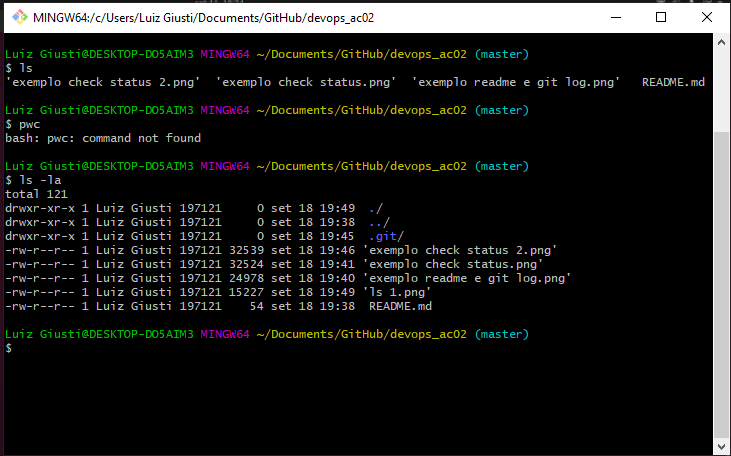 MINGW64:/c/Users/Luiz Giusti/Documents/GitHub/devops_ac02
Luiz Giusti@DESKTOP-DO5AIM3 MINGW64 ~/Documents/GitHub/devops_ac02 (master)
$ ls
'exemplo check status 2.png'  'exemplo check status.png'  'exemplo readme e git log.png'   README.md
Luiz Giusti@DESKTOP-DO5AIM3 MINGW64 ~/Documents/GitHub/devops_ac02 (master)
$ pwc
bash: pwc: command not found
Luiz Giusti@DESKTOP-DO5AIM3 MINGW64 ~/Documents/GitHub/devops_ac02 (master)
$ ls -la
total 121
drwxr-xr-x 1 Luiz Giusti 197121     0 set 18 19:49  ./
drwxr-xr-x 1 Luiz Giusti 197121     0 set 18 19:38  ../
drwxr-xr-x 1 Luiz Giusti 197121     0 set 18 19:45  .git/
-rw-r--r-- 1 Luiz Giusti 197121 32539 set 18 19:46 'exemplo check status 2.png'
-rw-r--r-- 1 Luiz Giusti 197121 32524 set 18 19:41 'exemplo check status.png'
-rw-r--r-- 1 Luiz Giusti 197121 24978 set 18 19:40 'exemplo readme e git log.png'
-rw-r--r-- 1 Luiz Giusti 197121 15227 set 18 19:49 'ls 1.png'
-rw-r--r-- 1 Luiz Giusti 197121    54 set 18 19:38  README.md
Luiz Giusti@DESKTOP-DO5AIM3 MINGW64 ~/Documents/GitHub/devops_ac02 (master)
$